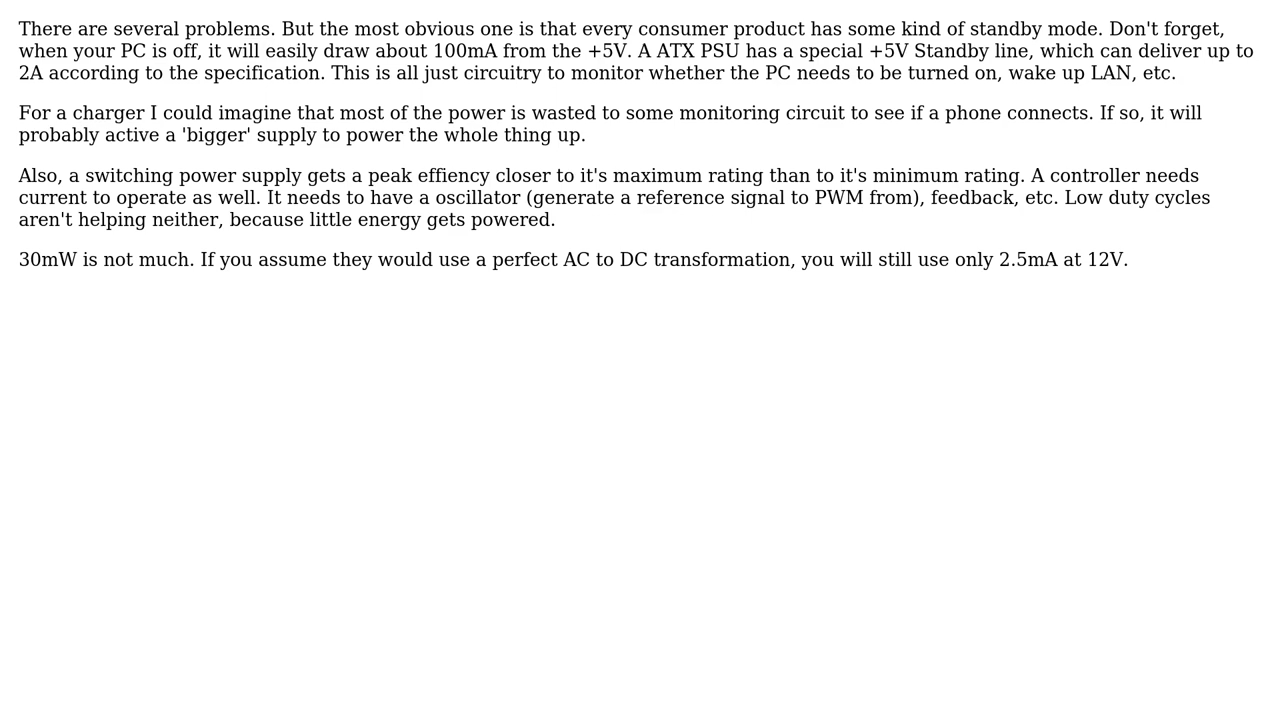 There are several problems. But the most obvious one is that every consumer product has some kind of standby mode. Don't forget,
when your PC is off, it will easily draw about 100mA from the +5V. A ATX PSU has a special +5V Standby line, which can deliver up to
2A according to the specification. This is all just circuitry to monitor whether the PC needs to be turned on, wake up LAN, etc.
For a charger I could imagine that most of the power is wasted to some monitoring circuit to see if a phone connects. If so, it will
probably active a 'bigger' supply to power the whole thing up.
Also, a switching power supply gets a peak effiency closer to it's maximum rating than to it's minimum rating. A controller needs
current to operate as well. It needs to have a oscillator (generate a reference signal to PWM from), feedback, etc. Low duty cycles
aren't helping neither, because little energy gets powered.
30mW is not much. If you assume they would use a perfect AC to DC transformation, you will still use only 2.5mA at 12V.